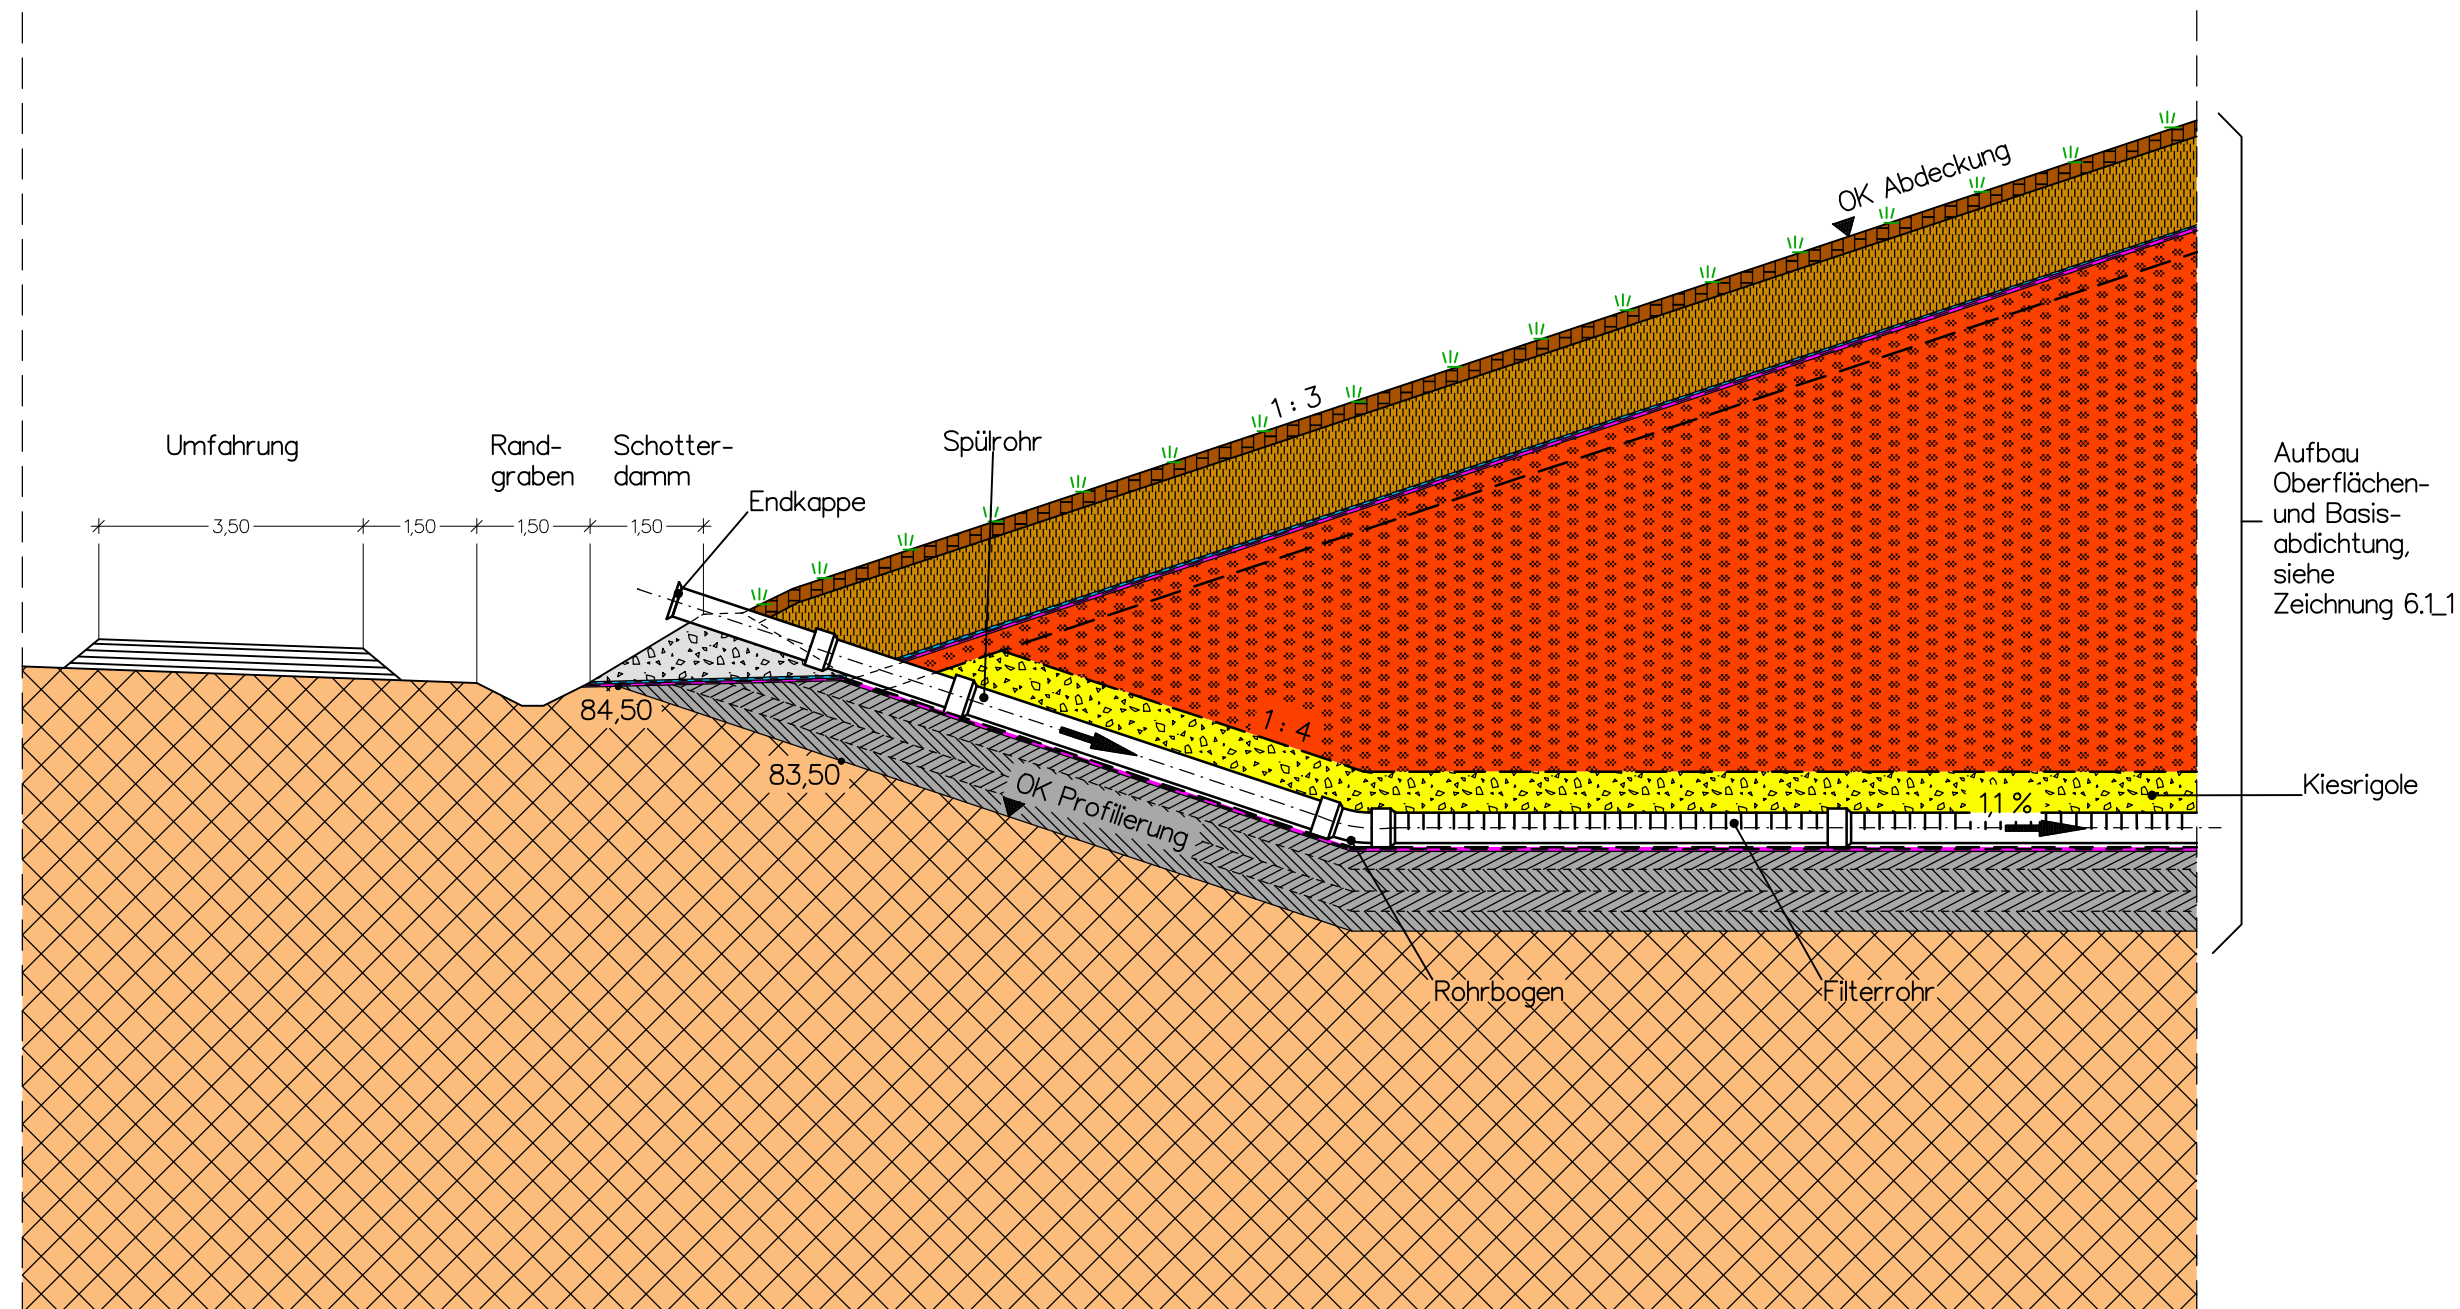 OK Abdeckung
1:3
Umfahrung
Rand-
graben
Schotter-
damm
Spülrohr
Endkappe
3,50
1,50
1,50
1,50
Aufbau
Oberflächen-
und Basis-
abdichtung,
siehe
Zeichnung 6.1_1
84,50
83,50
1:4
OK Profilierung
Kiesrigole
1,1 %
Rohrbogen
Filterrohr